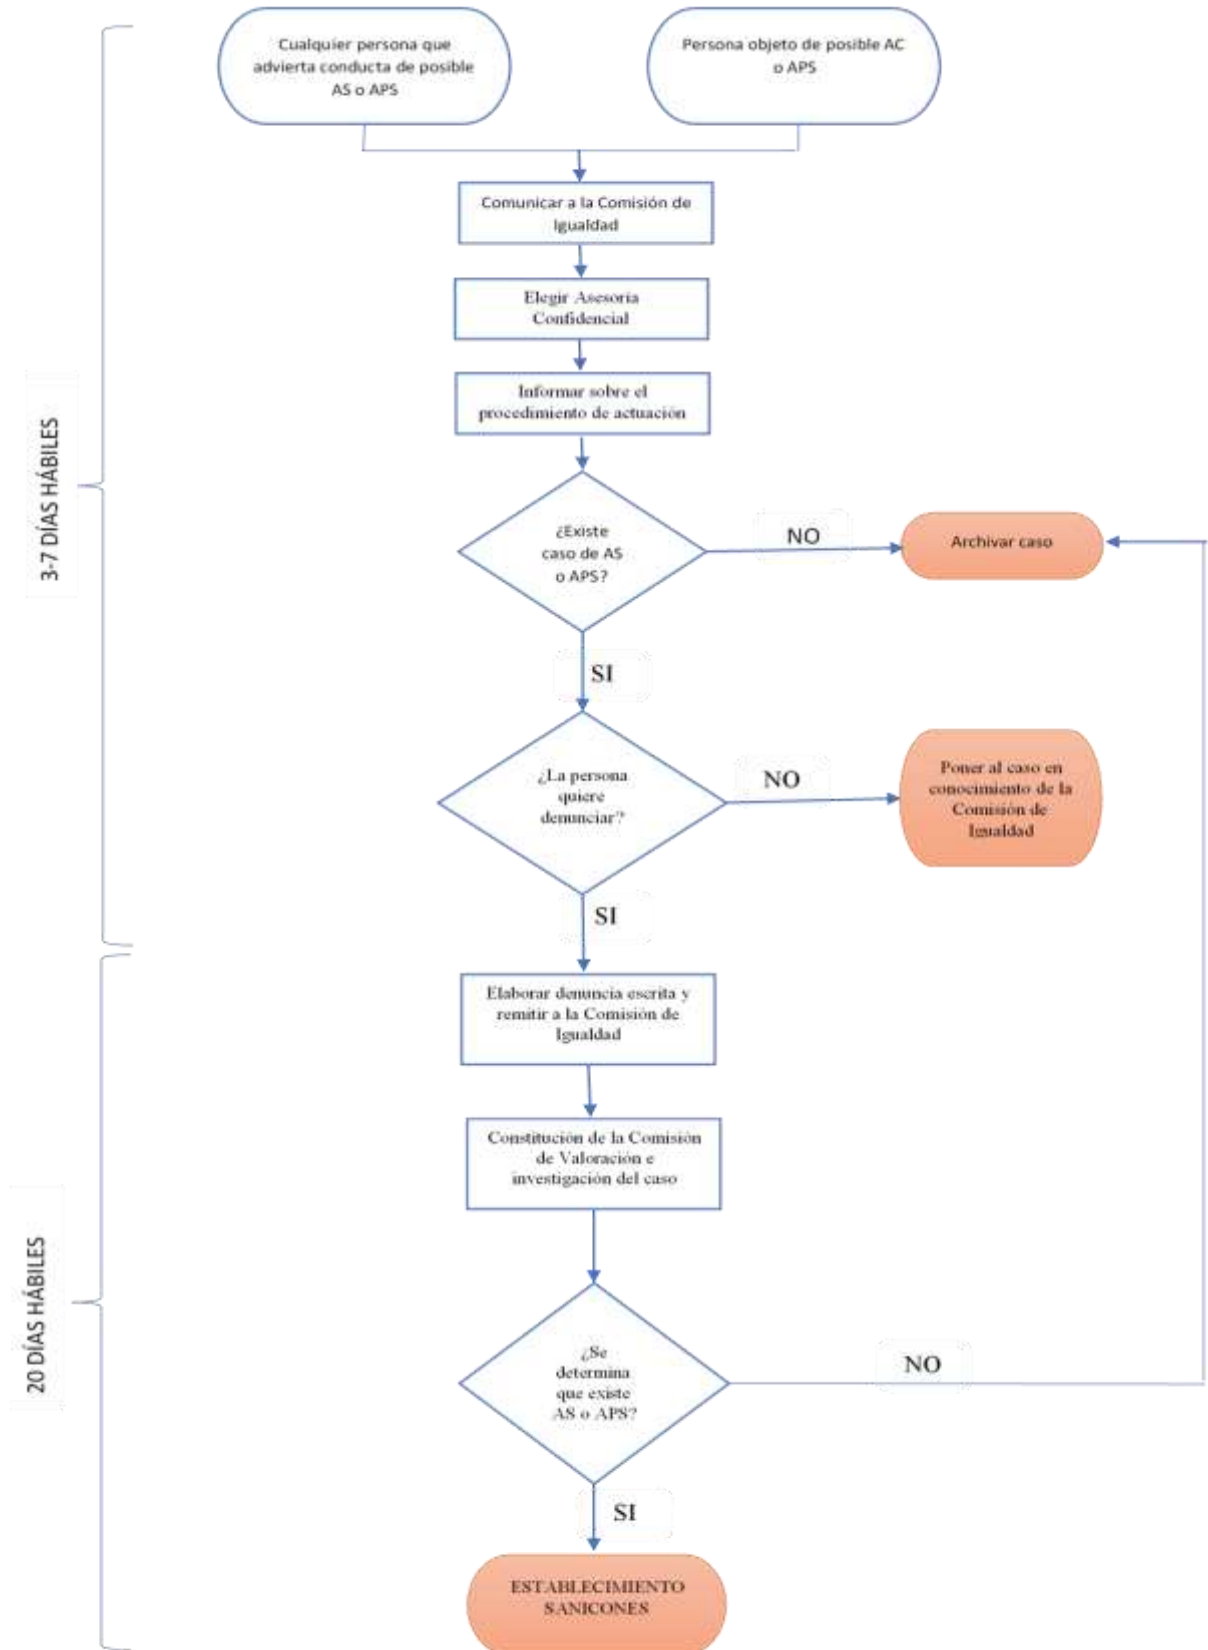 Cualquier persona que
advierta conducta de posible
AS o APS
Persona objeto de posible AC
o APS
Comunicar a la Comisión de
Igualdad
Elegir Asesoría
Confidencial
Informar sobre el
procedimiento de actuación
3-7 DÍAS HÁBILES
¿Existe
caso de AS
o APS?
NO
Archivar caso
SI
¿La persona
quiere
denunciar?
NO
Poner al caso en
conocimiento de la
Comisión de
Igualdad
SI
Elaborar denuncia escrita y
remitir a la Comisión de
Igualdad
Constitución de la Comisión
de Valoración e
investigación del caso
20 DÍAS HÁBILES
¿Se
determina
que existe
AS o APS?
NO
SI
ESTABLECIMIENTO
SANICONES